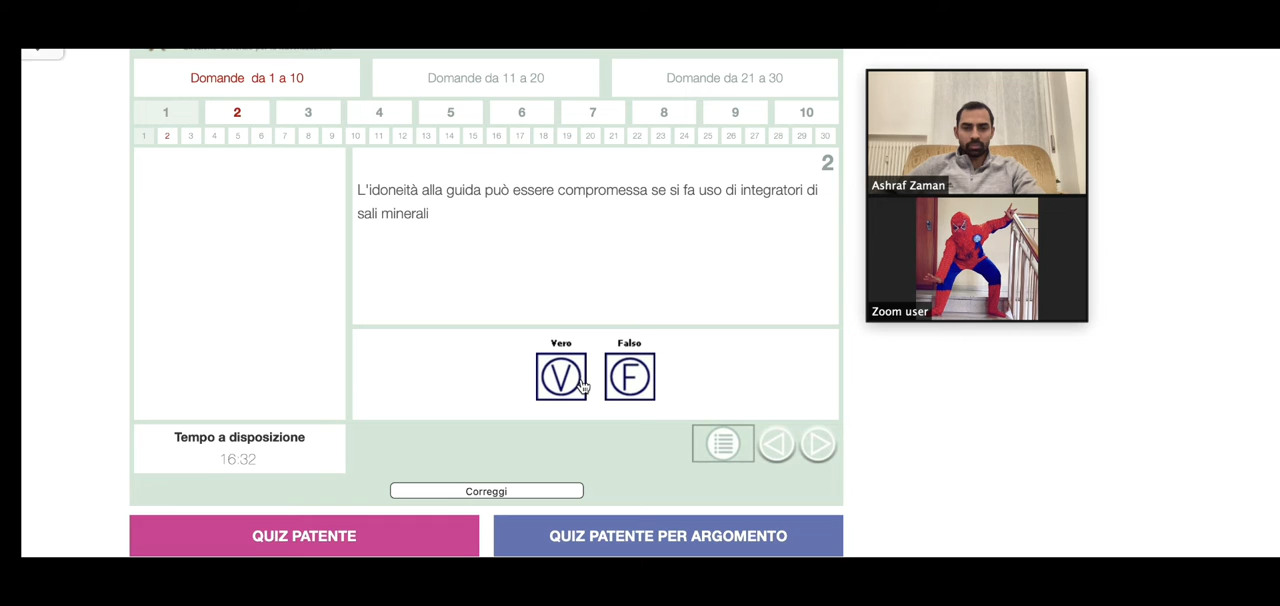 Domande da 1 a 10
Domande da 11 a 20
Domande da 21 a 30
1 2 3 4 5 6 7 8 9 10
1 2 3 4 5 6 7 8 9 10 11 12 13 14 15 16 17 18 19 20 21 22 23 24 25 26 27 28 29 30
2
L'idoneità alla guida può essere compromessa se si fa uso di integratori di
sali minerali
Vero Falso
V F
Tempo a disposizione
16:32
Correggi
QUIZ PATENTE
QUIZ PATENTE PER ARGOMENTO
Ashraf Zaman
Zoom user